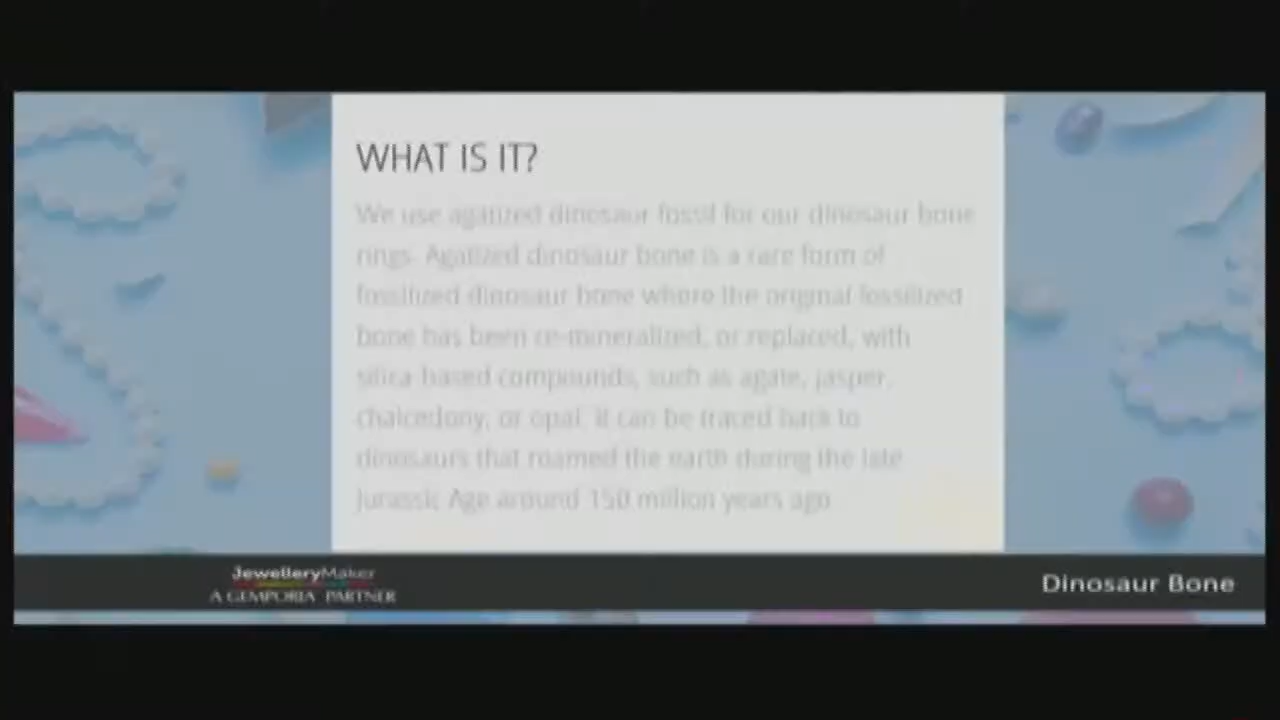 WHAT IS IT?
We use agatized dinosaur fossil for our dinosaur bone
rings. Agatized dinosaur bone is a rare form of
fossilized dinosaur bone where the original fossilized
bone has been re-mineralized, or replaced, with
silica based compounds, such as agate, jasper,
chalcedony, or opal. It can be traced back to
dinosaurs that roamed the earth during the late
Jurassic Age around 150 million years ago
JewelleryMaker
A GEMPORIA PARTNER
Dinosaur Bone